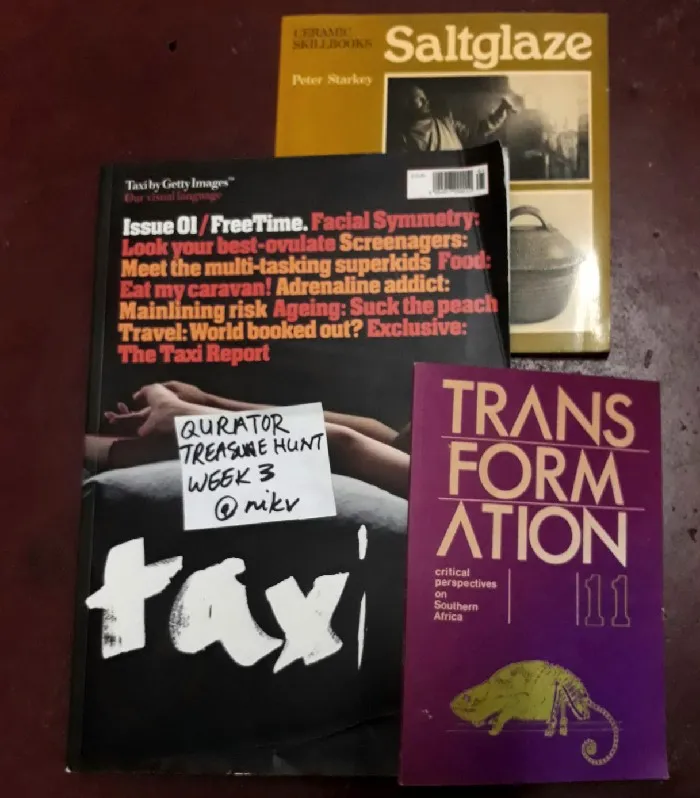 CERAMIC
SKILLBOOKS
Saltglaze
Peter Starkey
Taxi by Getty Images™
Our visual language
Issue 01/FreeTime. Facial Symmetry:
Look your best-ovulate Screenagers:
Meet the multi-tasking superkids Food:
Eat my caravan! Adrenaline addict:
Mainlining risk Ageing: Suck the peach
Travel: World booked out? Exclusive:
The Taxi Report
QURATOR
TREASURE HUNT
WEEK 3
@nikv
taxi
TRANS
FORM
ATION
critical
perspectives
on
Southern
Africa
11